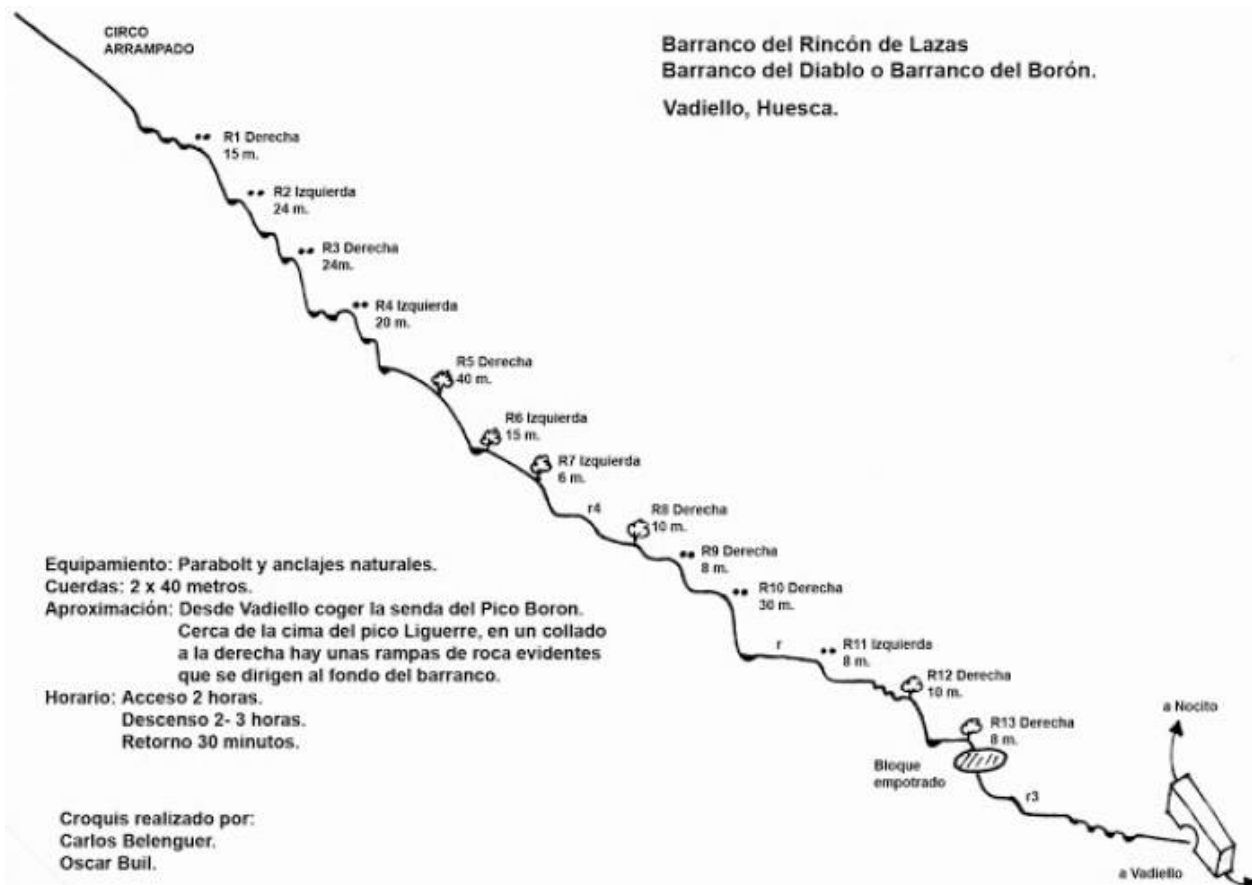 CIRCO
ARRAMPADO
Barranco del Rincón de Lazas
Barranco del Diablo o Barranco del Borón.
Vadiello, Huesca.
R1 Derecha
15 m.
R2 Izquierda
24 m.
R3 Derecha
24m.
R4 Izquierda
20 m.
R5 Derecha
40 m.
R6 Izquierda
15 m.
R7 Izquierda
6 m.
r4
R8 Derecha
10 m.
R9 Derecha
8 m.
R10 Derecha
30 m.
r
R11 Izquierda
8 m.
R12 Derecha
10 m.
R13 Derecha
8 m.
Bloque
empotrado
r3
a Nocito
a Vadiello
Equipamiento: Parabolt y anclajes naturales.
Cuerdas: 2 x 40 metros.
Aproximación: Desde Vadiello coger la senda del Pico Boron.
Cerca de la cima del pico Liguerre, en un collado
a la derecha hay unas rampas de roca evidentes
que se dirigen al fondo del barranco.
Horario: Acceso 2 horas.
Descenso 2- 3 horas.
Retorno 30 minutos.
Croquis realizado por:
Carlos Belenguer.
Oscar Buil.